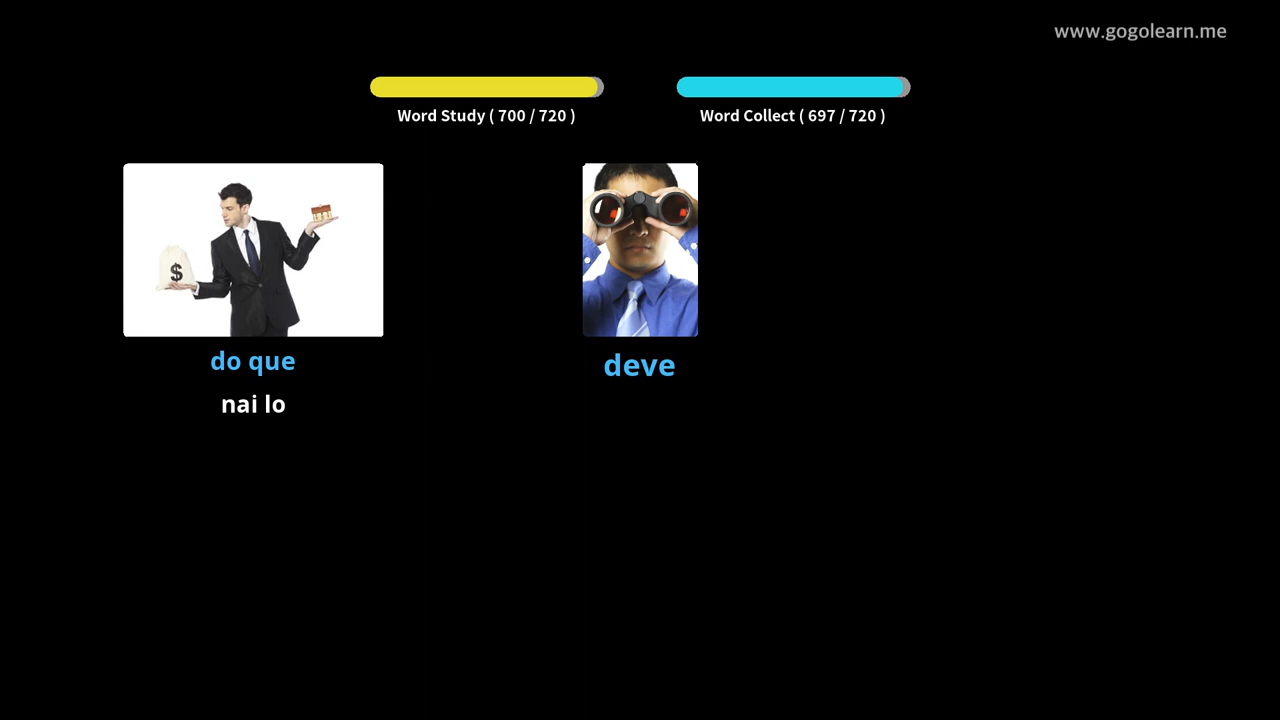 www.gogolearn.me
Word Study ( 700 / 720 )
Word Collect ( 697 / 720 )
$
do que
deve
nai lo